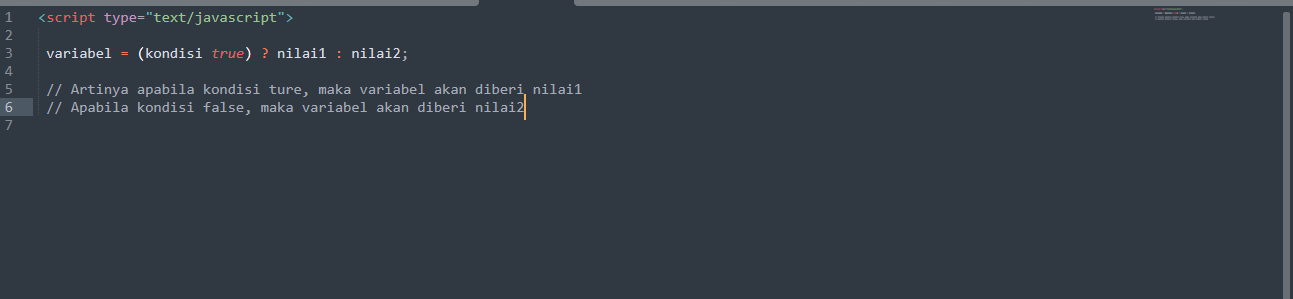 1 <script type="text/javascript">
2
3 variabel = (kondisi true) ? nilai1 : nilai2;
4
5 // Artinya apabila kondisi ture, maka variabel akan diberi nilai1
6 // Apabila kondisi false, maka variabel akan diberi nilai2
7